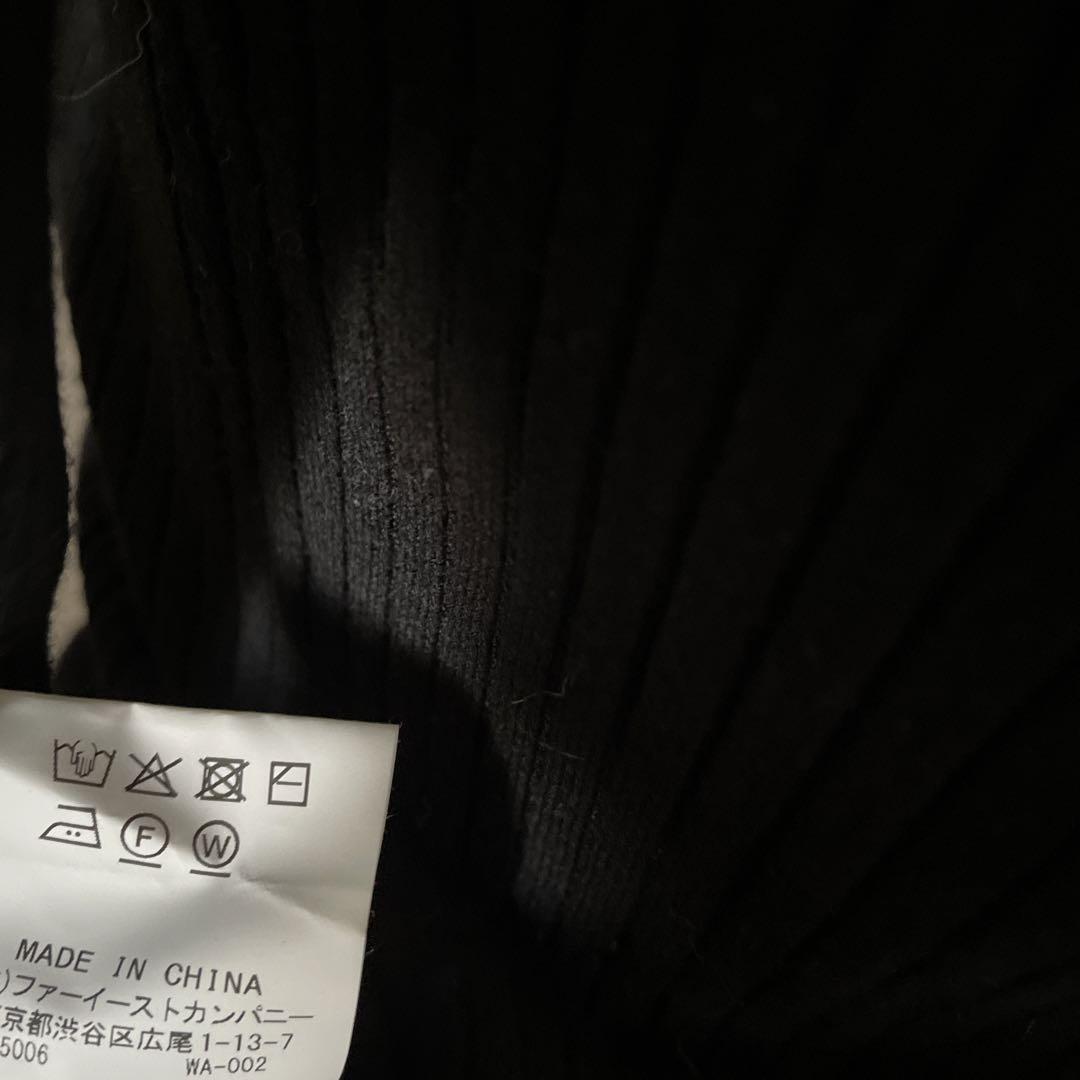 F W
MADE IN CHINA
)ファーイーストカンパニー
京都渋谷区広尾1-13-7
5006 WA-002